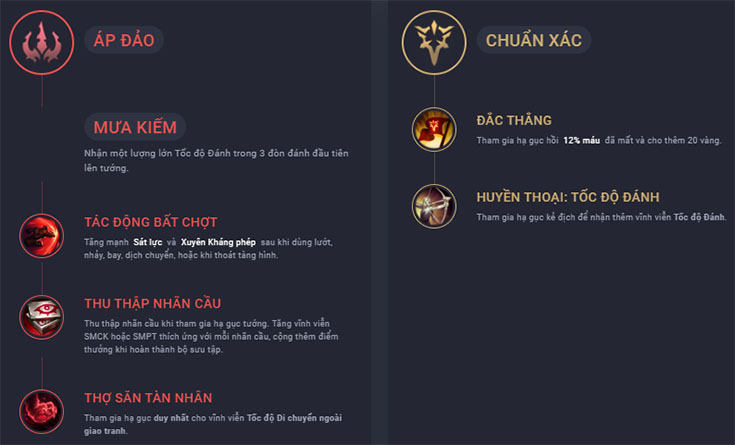 ÁP ĐẢO
MƯA KIẾM
Nhận một lượng lớn Tốc độ Đánh trong 3 đòn đánh đầu tiên
lên tướng.
TÁC ĐỘNG BẤT CHỢT
Tăng mạnh Sát lực và Xuyên Kháng phép sau khi dùng lướt,
nhảy, bay, dịch chuyển, hoặc khi thoát tàng hình.
THU THẬP NHÃN CẦU
Thu thập nhãn cầu khi tham gia hạ gục tướng. Tăng vĩnh viễn
SMCK hoặc SMPT thích ứng với mỗi nhãn cầu, cộng thêm điểm
thưởng khi hoàn thành bộ sưu tập.
THỢ SĂN TÀN NHẪN
Tham gia hạ gục duy nhất cho vĩnh viễn Tốc độ Di chuyển ngoài
giao tranh.
CHUẨN XÁC
ĐẮC THẮNG
Tham gia hạ gục hồi 12% máu đã mất và cho thêm 20 vàng.
HUYỀN THOẠI: TỐC ĐỘ ĐÁNH
Tham gia hạ gục kẻ địch để nhận thêm vĩnh viễn Tốc độ Đánh.